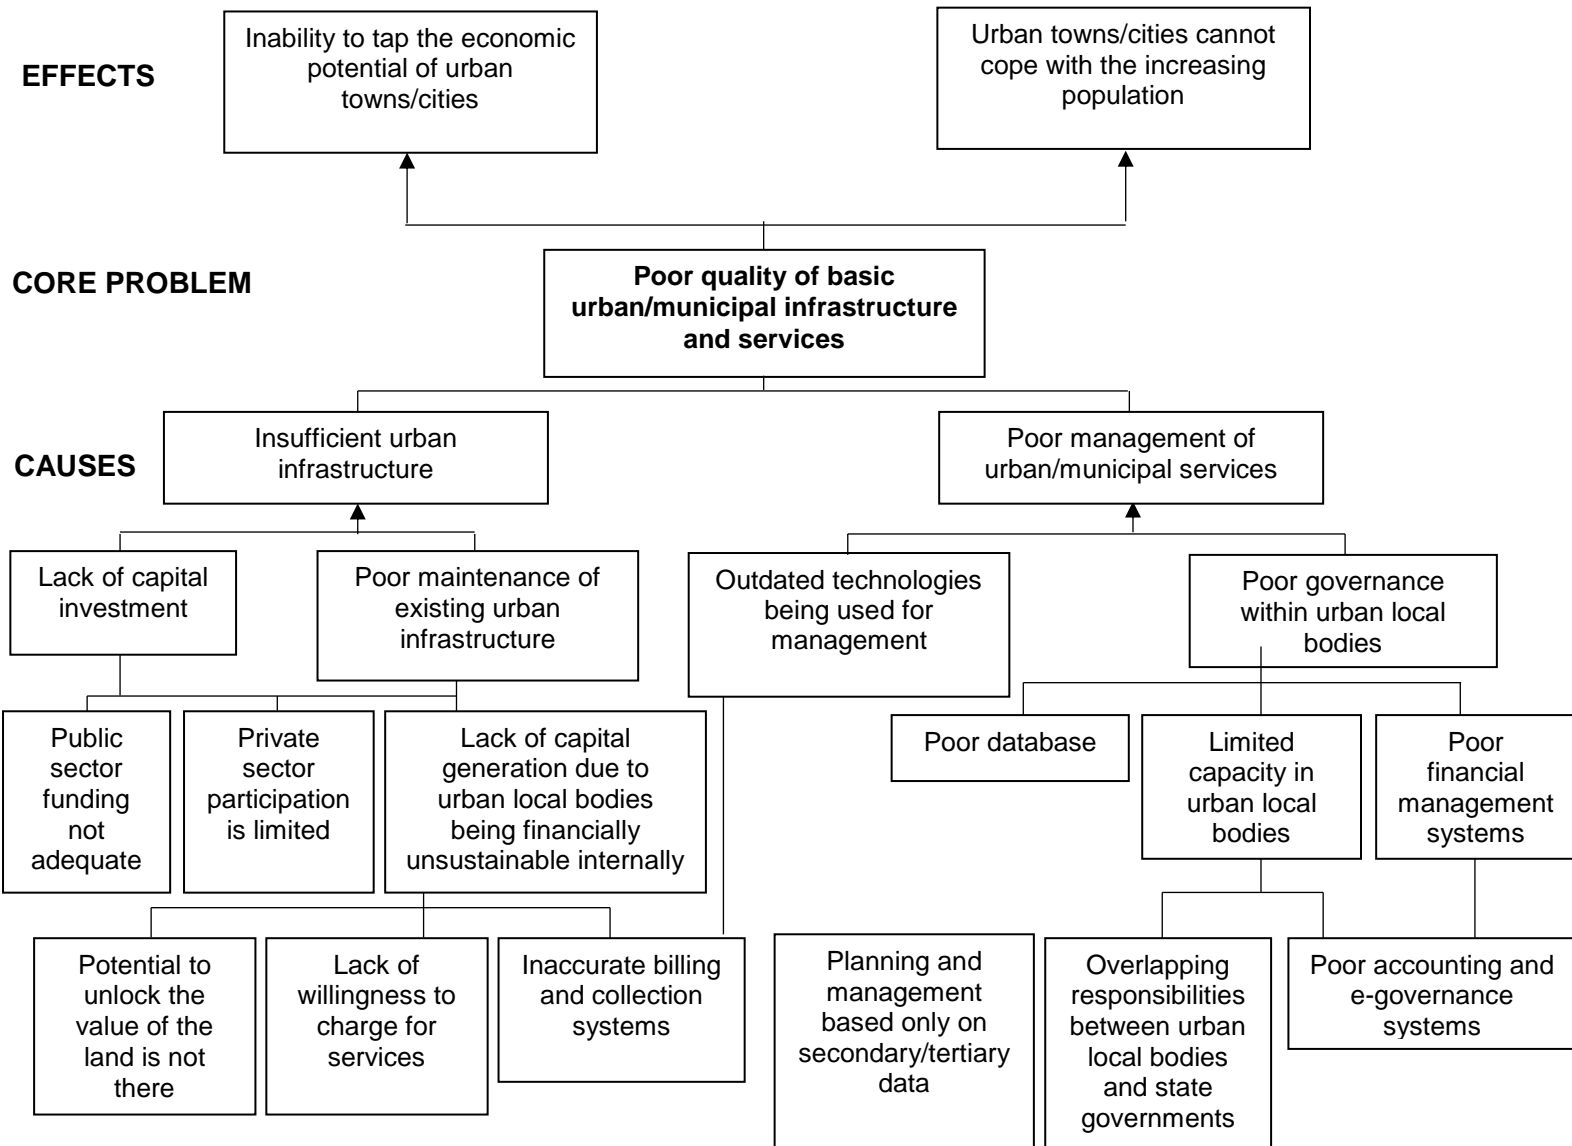 EFFECTS
Inability to tap the economic
potential of urban
towns/cities
Urban towns/cities cannot
cope with the increasing
population
CORE PROBLEM
Poor quality of basic
urban/municipal infrastructure
and services
CAUSES
Insufficient urban
infrastructure
Poor management of
urban/municipal services
Lack of capital
investment
Poor maintenance of
existing urban
infrastructure
Outdated technologies
being used for
management
Poor governance
within urban local
bodies
Public
sector
funding
not
adequate
Private
sector
participation
is limited
Lack of capital
generation due to
urban local bodies
being financially
unsustainable internally
Poor database
Limited
capacity in
urban local
bodies
Poor
financial
management
systems
Potential to
unlock the
value of the
land is not
there
Lack of
willingness to
charge for
services
Inaccurate billing
and collection
systems
Planning and
management
based only on
secondary/tertiary
data
Overlapping
responsibilities
between urban
local bodies
and state
governments
Poor accounting and
e-governance
systems